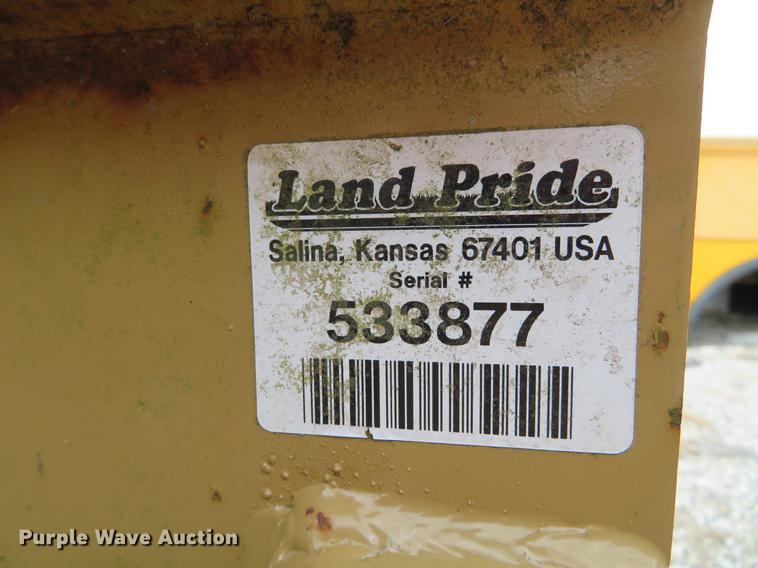 Land Pride
Salina, Kansas 67401 USA
Serial #
533877
Purple Wave Auction